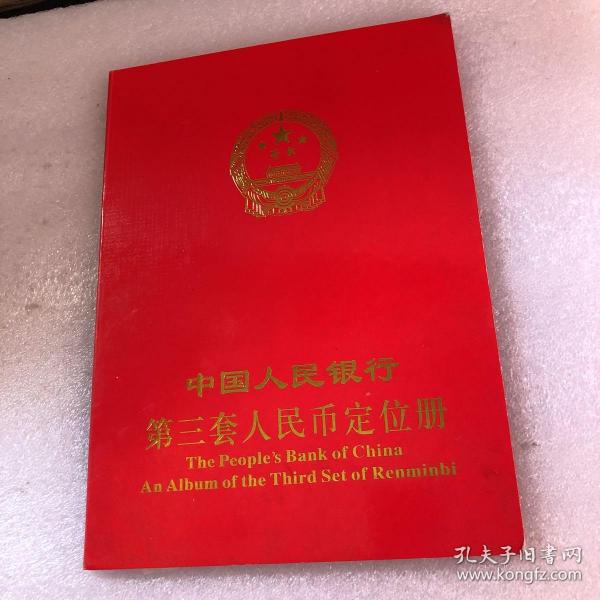 中国人民银行
第三套人民币定位册
The People's Bank of China
An Album of the Third Set of Renminbi
孔夫子旧书网
www.kongfz.com